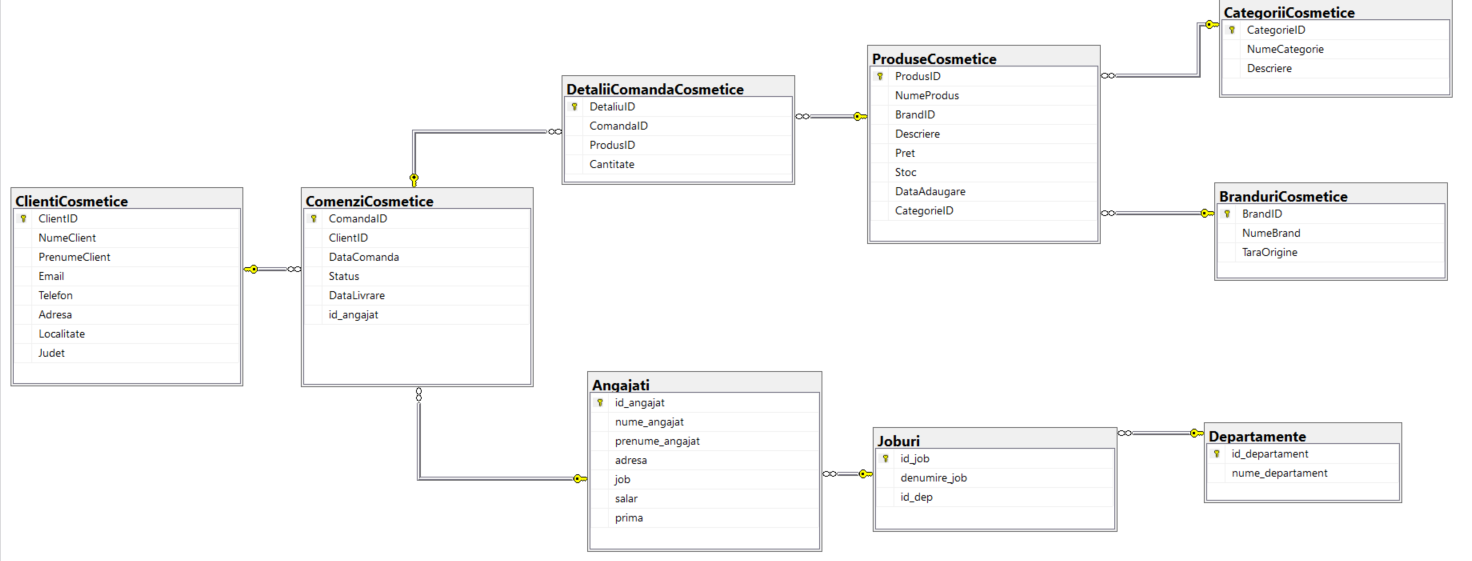 ClientiCosmetice
ClientID
NumeClient
PrenumeClient
Email
Telefon
Adresa
Localitate
Judet
ComenziCosmetice
ComandaID
ClientID
DataComanda
Status
DataLivrare
id_angajat
DetaliiComandaCosmetice
DetaliuID
ComandaID
ProdusID
Cantitate
ProduseCosmetice
ProdusID
NumeProdus
BrandID
Descriere
Pret
Stoc
DataAdaugare
CategorieID
CategoriiCosmetice
CategorieID
NumeCategorie
Descriere
BranduriCosmetice
BrandID
NumeBrand
TaraOrigine
Angajati
id_angajat
nume_angajat
prenume_angajat
adresa
job
salar
prima
Joburi
id_job
denumire_job
id_dep
Departamente
id_departament
nume_departament